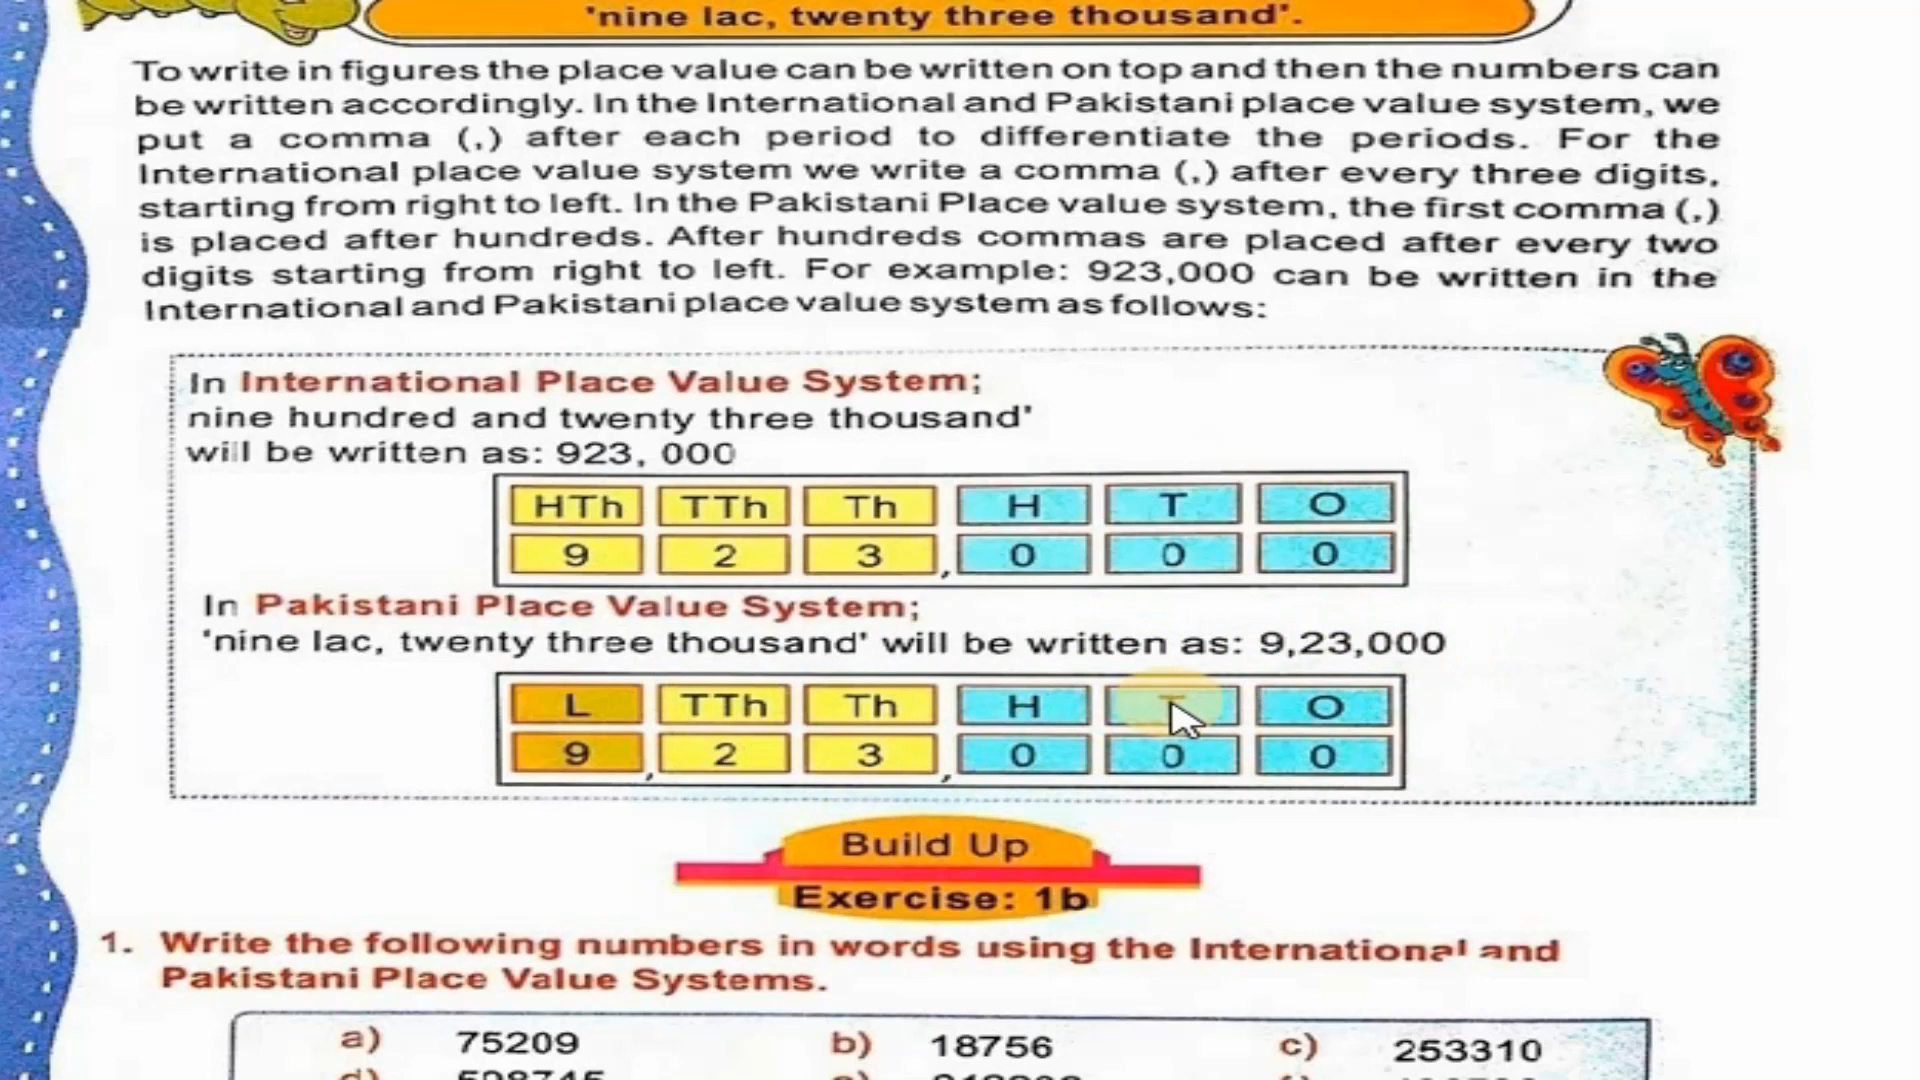 'nine lac, twenty three thousand'.
To write in figures the place value can be written on top and then the numbers can
be written accordingly. In the International and Pakistani place value system, we
put a comma (,) after each period to differentiate the periods. For the
International place value system we write a comma (,) after every three digits,
starting from right to left. In the Pakistani Place value system, the first comma (,)
is placed after hundreds. After hundreds commas are placed after every two
digits starting from right to left. For example: 923,000 can be written in the
International and Pakistani place value system as follows:
In International Place Value System;
nine hundred and twenty three thousand'
will be written as: 923, 000
HTh TTh Th H T O
9 2 3 , 0 0 0
In Pakistani Place Value System;
'nine lac, twenty three thousand' will be written as: 9,23,000
L TTh Th H T O
9 , 2 3 , 0 0 0
Build Up
Exercise: 1b
1. Write the following numbers in words using the International and
Pakistani Place Value Systems.
a) 75209 b) 18756 c) 253310